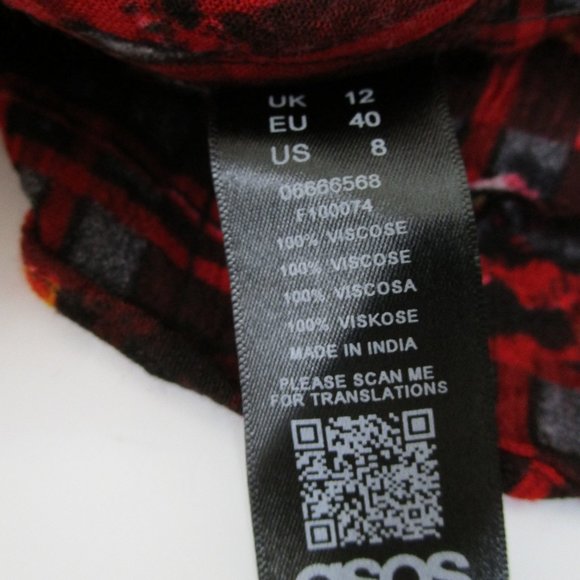 UK 12
EU 40
US 8
06686568
F100074
100% VISCOSE
100% VISCOSE
100% VISCOSA
100% VISKOSE
MADE IN INDIA
PLEASE SCAN ME
FOR TRANSLATIONS
asos